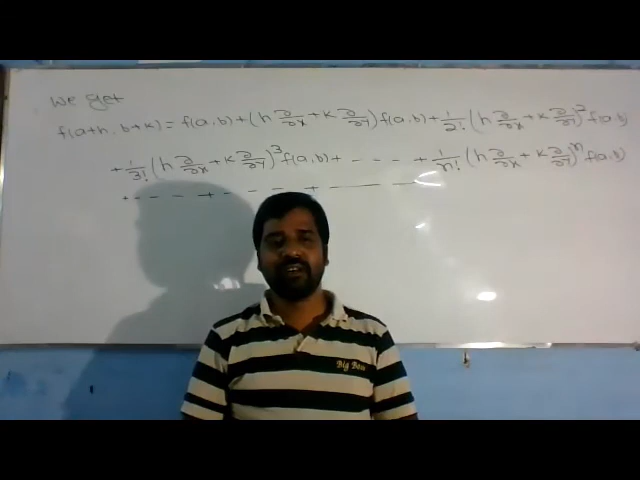 we get
f(a+h, b+k) = f(a,b) + (h ∂/∂x + k ∂/∂y) f(a,b) + 1/2! (h ∂/∂x + k ∂/∂y)^2 f(a,b)
+ 1/3! (h ∂/∂x + k ∂/∂y)^3 f(a,b) + - - - - + 1/n! (h ∂/∂x + k ∂/∂y)^n f(a,b)
+ - - - + - - - - + - - - -
Big Boss